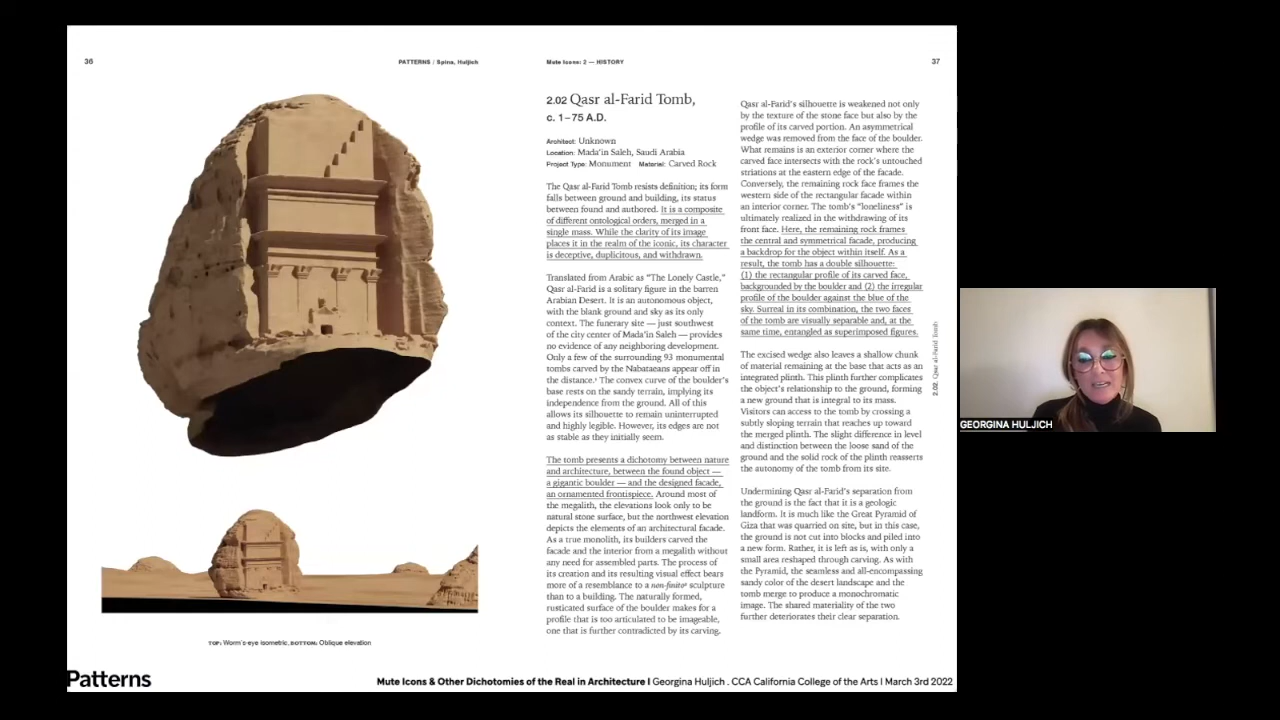 36
PATTERNS / Spina, Huljich
Mute Icons: 2 — HISTORY
37
2.02 Qasr al-Farid Tomb,
c. 1–75 A.D.
Architect: Unknown
Location: Mada'in Saleh, Saudi Arabia
Project Type: Monument Material: Carved Rock
The Qasr al-Farid Tomb resists definition; its form
falls between ground and building, its status
between found and authored. It is a composite
of different ontological orders, merged in a
single mass. While the clarity of its image
places it in the realm of the iconic, its character
is deceptive, duplicitous, and withdrawn.
Translated from Arabic as “The Lonely Castle,”
Qasr al-Farid is a solitary figure in the barren
Arabian Desert. It is an autonomous object,
with the blank ground and sky as its only
context. The funerary site — just southwest
of the city center of Mada'in Saleh — provides
no evidence of any neighboring development.
Only a few of the surrounding 93 monumental
tombs carved by the Nabataeans appear off in
the distance.¹ The convex curve of the boulder's
base rests on the sandy terrain, implying its
independence from the ground. All of this
allows its silhouette to remain uninterrupted
and highly legible. However, its edges are not
as stable as they initially seem.
The tomb presents a dichotomy between nature
and architecture, between the found object —
a gigantic boulder — and the designed facade,
an ornamented frontispiece. Around most of
the megalith, the elevations look only to be
natural stone surface, but the northwest elevation
depicts the elements of an architectural facade.
As a true monolith, its builders carved the
facade and the interior from a megalith without
any need for assembled parts. The process of
its creation and its resulting visual effect bears
more of a resemblance to a non-finito² sculpture
than to a building. The naturally formed,
rusticated surface of the boulder makes for a
profile that is too articulated to be imageable,
one that is further contradicted by its carving.
Qasr al-Farid's silhouette is weakened not only
by the texture of the stone face but also by the
profile of its carved portion. An asymmetrical
wedge was removed from the face of the boulder.
What remains is an exterior corner where the
carved face intersects with the rock's untouched
striations at the eastern edge of the facade.
Conversely, the remaining rock face frames the
western side of the rectangular facade within
an interior corner. The tomb's “loneliness” is
ultimately realized in the withdrawing of its
front face. Here, the remaining rock frames
the central and symmetrical facade, producing
a backdrop for the object within itself. As a
result, the tomb has a double silhouette:
(1) the rectangular profile of its carved face,
backgrounded by the boulder and (2) the irregular
profile of the boulder against the blue of the
sky. Surreal in its combination, the two faces
of the tomb are visually separable and, at the
same time, entangled as superimposed figures.
The excised wedge also leaves a shallow chunk
of material remaining at the base that acts as an
integrated plinth. This plinth further complicates
the object's relationship to the ground, forming
a new ground that is integral to its mass.
Visitors can access to the tomb by crossing a
subtly sloping terrain that reaches up toward
the merged plinth. The slight difference in level
and distinction between the loose sand of the
ground and the solid rock of the plinth reasserts
the autonomy of the tomb from its site.
Undermining Qasr al-Farid's separation from
the ground is the fact that it is a geologic
landform. It is much like the Great Pyramid of
Giza that was quarried on site, but in this case,
the ground is not cut into blocks and piled into
a new form. Rather, it is left as is, with only a
small area reshaped through carving. As with
the Pyramid, the seamless and all-encompassing
sandy color of the desert landscape and the
tomb merge to produce a monochromatic
image. The shared materiality of the two
further deteriorates their clear separation.
2.02. Qasr al-Farid Tomb
TOP: Worm's-eye isometric, BOTTOM: Oblique elevation
Patterns
Mute Icons & Other Dichotomies of the Real in Architecture I Georgina Huljich . CCA California College of the Arts I March 3rd 2022
GEORGINA HULJICH